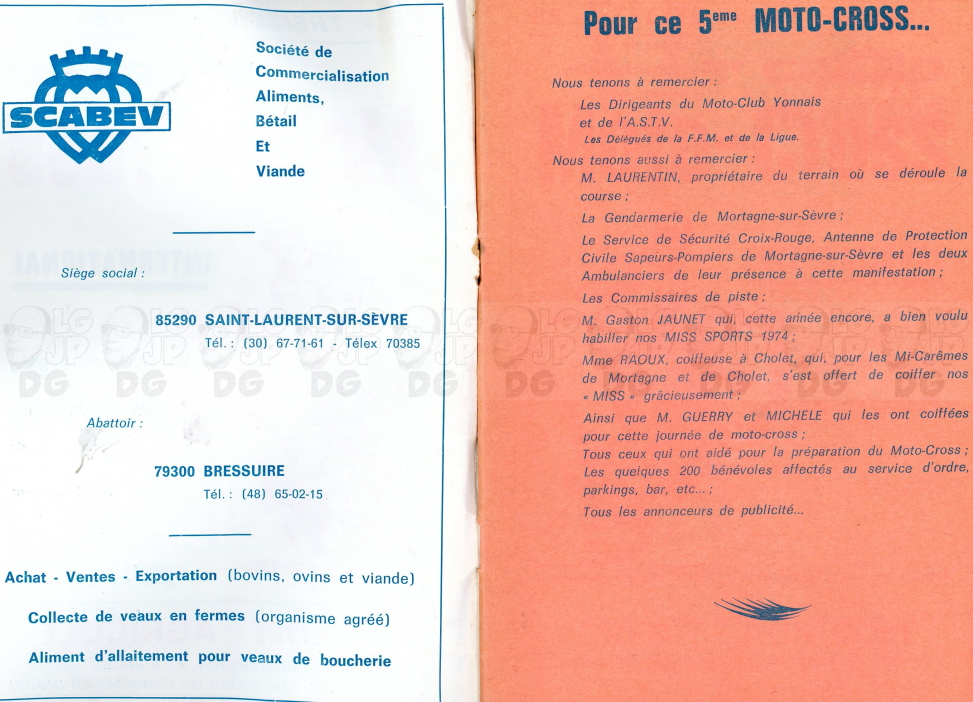 SCABEV
Société de
Commercialisation
Aliments,
Bétail
Et
Viande
Siège social :
85290 SAINT-LAURENT-SUR-SÈVRE
Tél. : (30) 67-71-61 - Télex 70385
Abattoir :
79300 BRESSUIRE
Tél. : (48) 65-02-15
Achat - Ventes - Exportation (bovins, ovins et viande)
Collecte de veaux en fermes (organisme agréé)
Aliment d'allaitement pour veaux de boucherie
Pour ce 5eme MOTO-CROSS...
Nous tenons à remercier :
Les Dirigeants du Moto-Club Yonnais
et de l'A.S.T.V.
Les Délégués de la F.F.M. et de la Ligue.
Nous tenons aussi à remercier :
M. LAURENTIN, propriétaire du terrain où se déroule la
course ;
La Gendarmerie de Mortagne-sur-Sèvre ;
Le Service de Sécurité Croix-Rouge, Antenne de Protection
Civile Sapeurs-Pompiers de Mortagne-sur-Sèvre et les deux
Ambulanciers de leur présence à cette manifestation ;
Les Commissaires de piste ;
M. Gaston JAUNET qui, cette année encore, a bien voulu
habiller nos MISS SPORTS 1974 ;
Mme RAOUX, coiffeuse à Cholet, qui, pour les Mi-Carêmes
de Mortagne et de Cholet, s'est offert de coiffer nos
« MISS » grâcieusement ;
Ainsi que M. GUERRY et MICHELE qui les ont coiffées
pour cette journée de moto-cross ;
Tous ceux qui ont aidé pour la préparation du Moto-Cross ;
Les quelques 200 bénévoles affectés au service d'ordre,
parkings, bar, etc... ;
Tous les annonceurs de publicité...